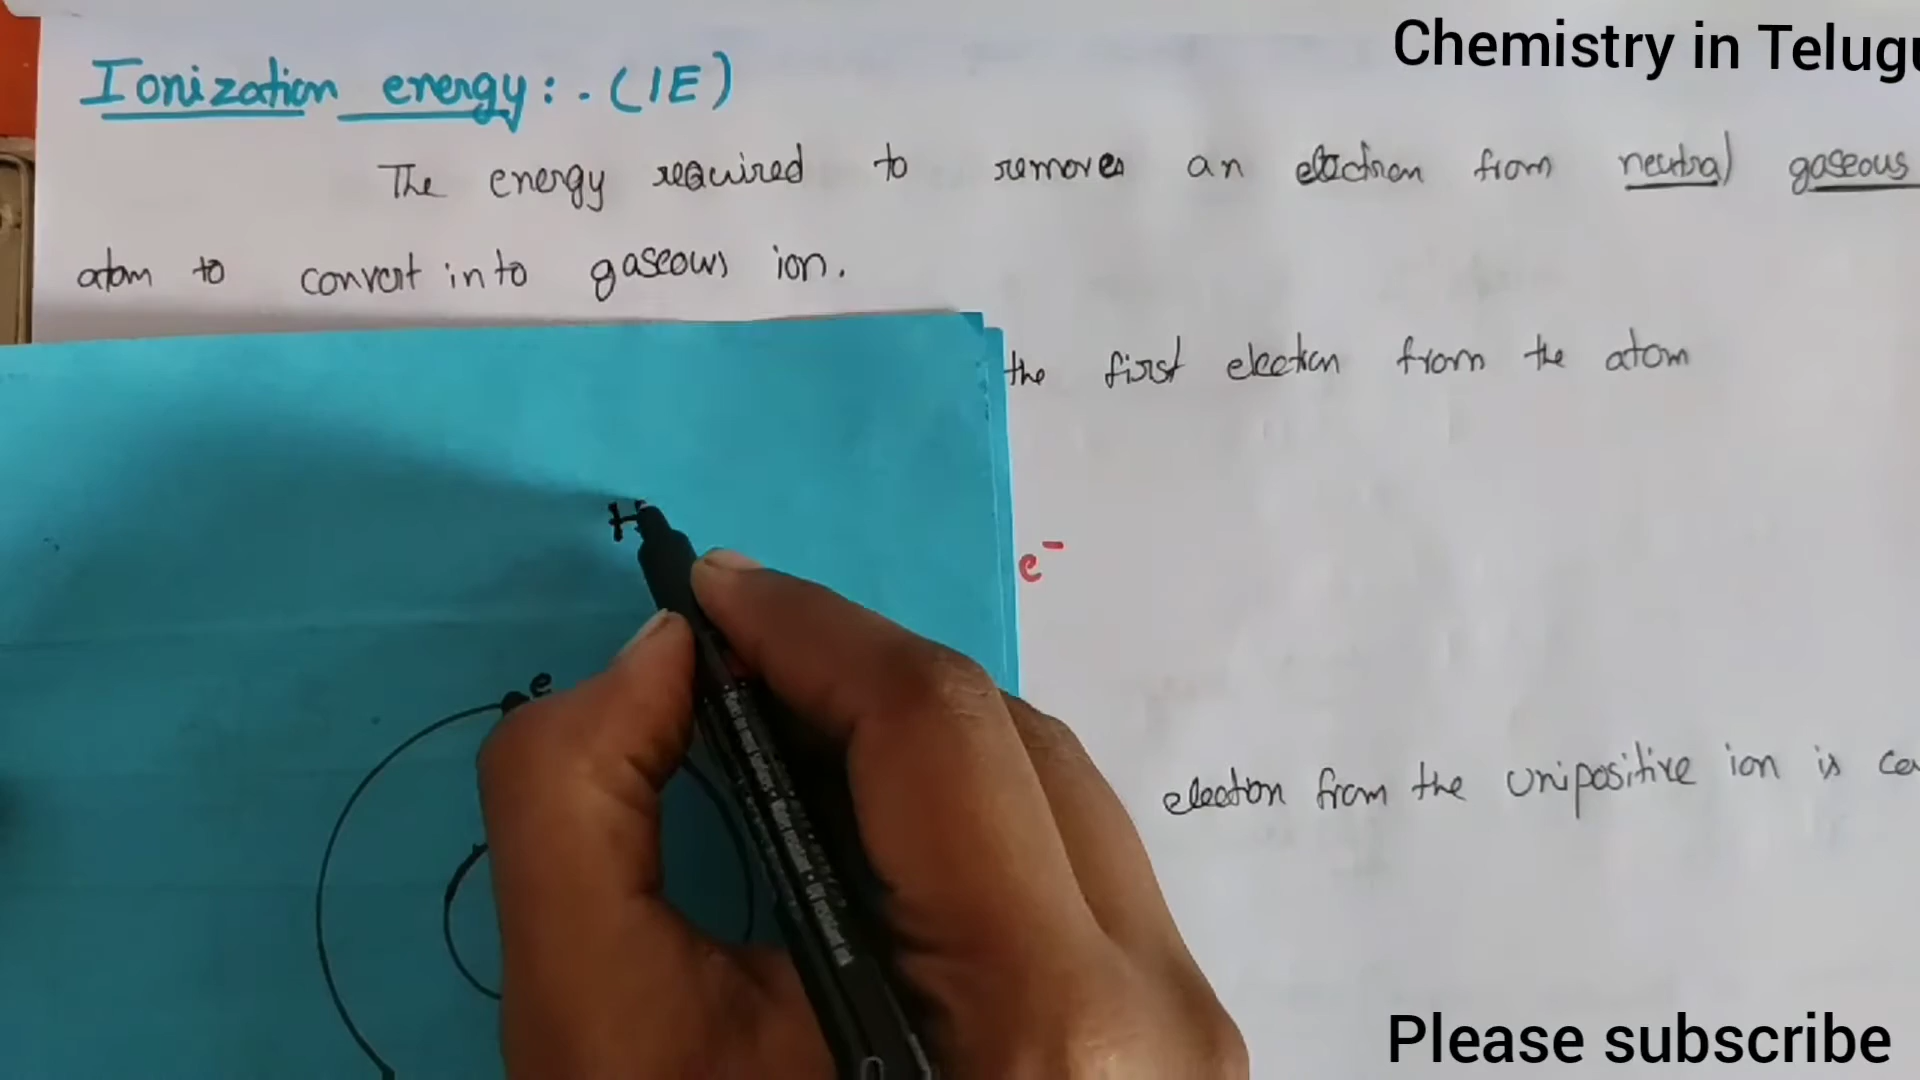 Chemistry in Telugu
Ionization energy : . (IE)
The energy required to removes an electron from neutral gaseous
atom to convert into gaseous ion.
the first electron from the atom
H
e⁻
e
electron from the unipositive ion is
Please subscribe